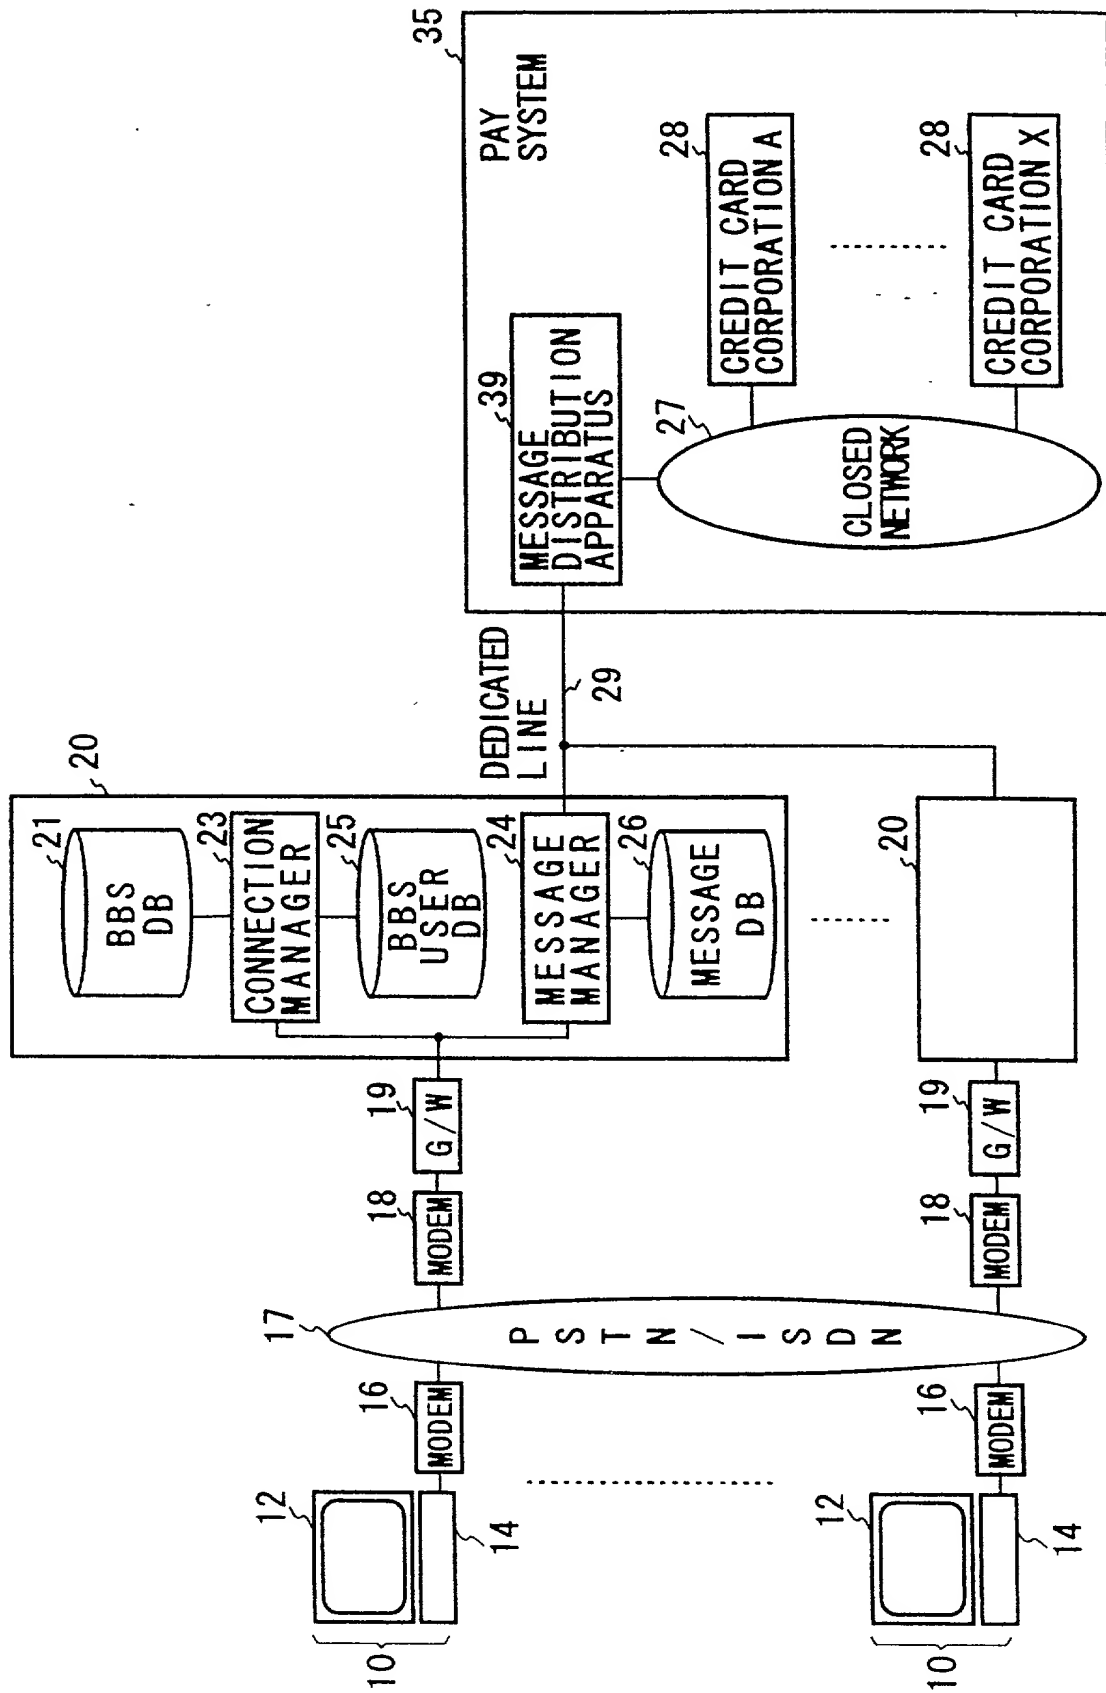 35
PAY
SYSTEM
39
MESSAGE
DISTRIBUTION
APPARATUS
28
CREDIT CARD
CORPORATION A
28
CREDIT CARD
CORPORATION X
27
CLOSED
NETWORK
DEDICATED
LINE
29
20
21
BBS
DB
23
CONNECTION
MANAGER
25
BBS
USER
DB
24
MESSAGE
MANAGER
26
MESSAGE
DB
20
19
G/W
19
G/W
18
MODEM
18
MODEM
17
PSTN/ISDN
16
MODEM
16
MODEM
12
14
10
12
14
10